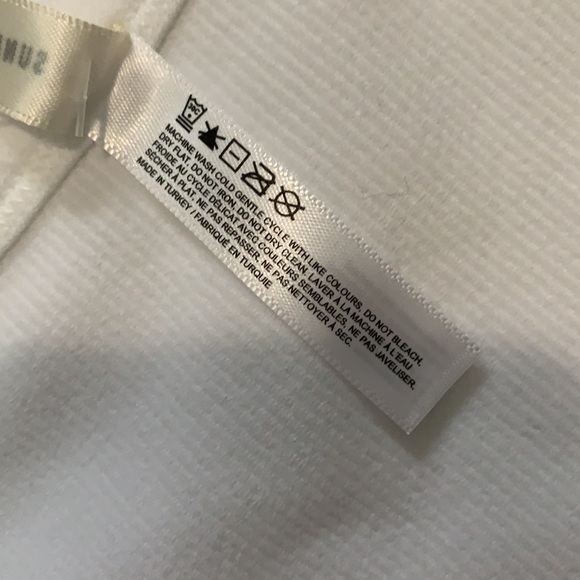 30C
MACHINE WASH COLD GENTLE CYCLE WITH LIKE COLOURS, DO NOT BLEACH,
DRY FLAT, DO NOT IRON, DO NOT DRY CLEAN. LAVER À LA MACHINE À L'EAU
FROIDE AU CYCLE DÉLICAT AVEC COULEURS SEMBLABLES, NE PAS JAVELISER,
SÉCHER À PLAT, NE PAS REPASSER, NE PAS NETTOYER À SEC.
MADE IN TURKEY / FABRIQUÉ EN TURQUIE